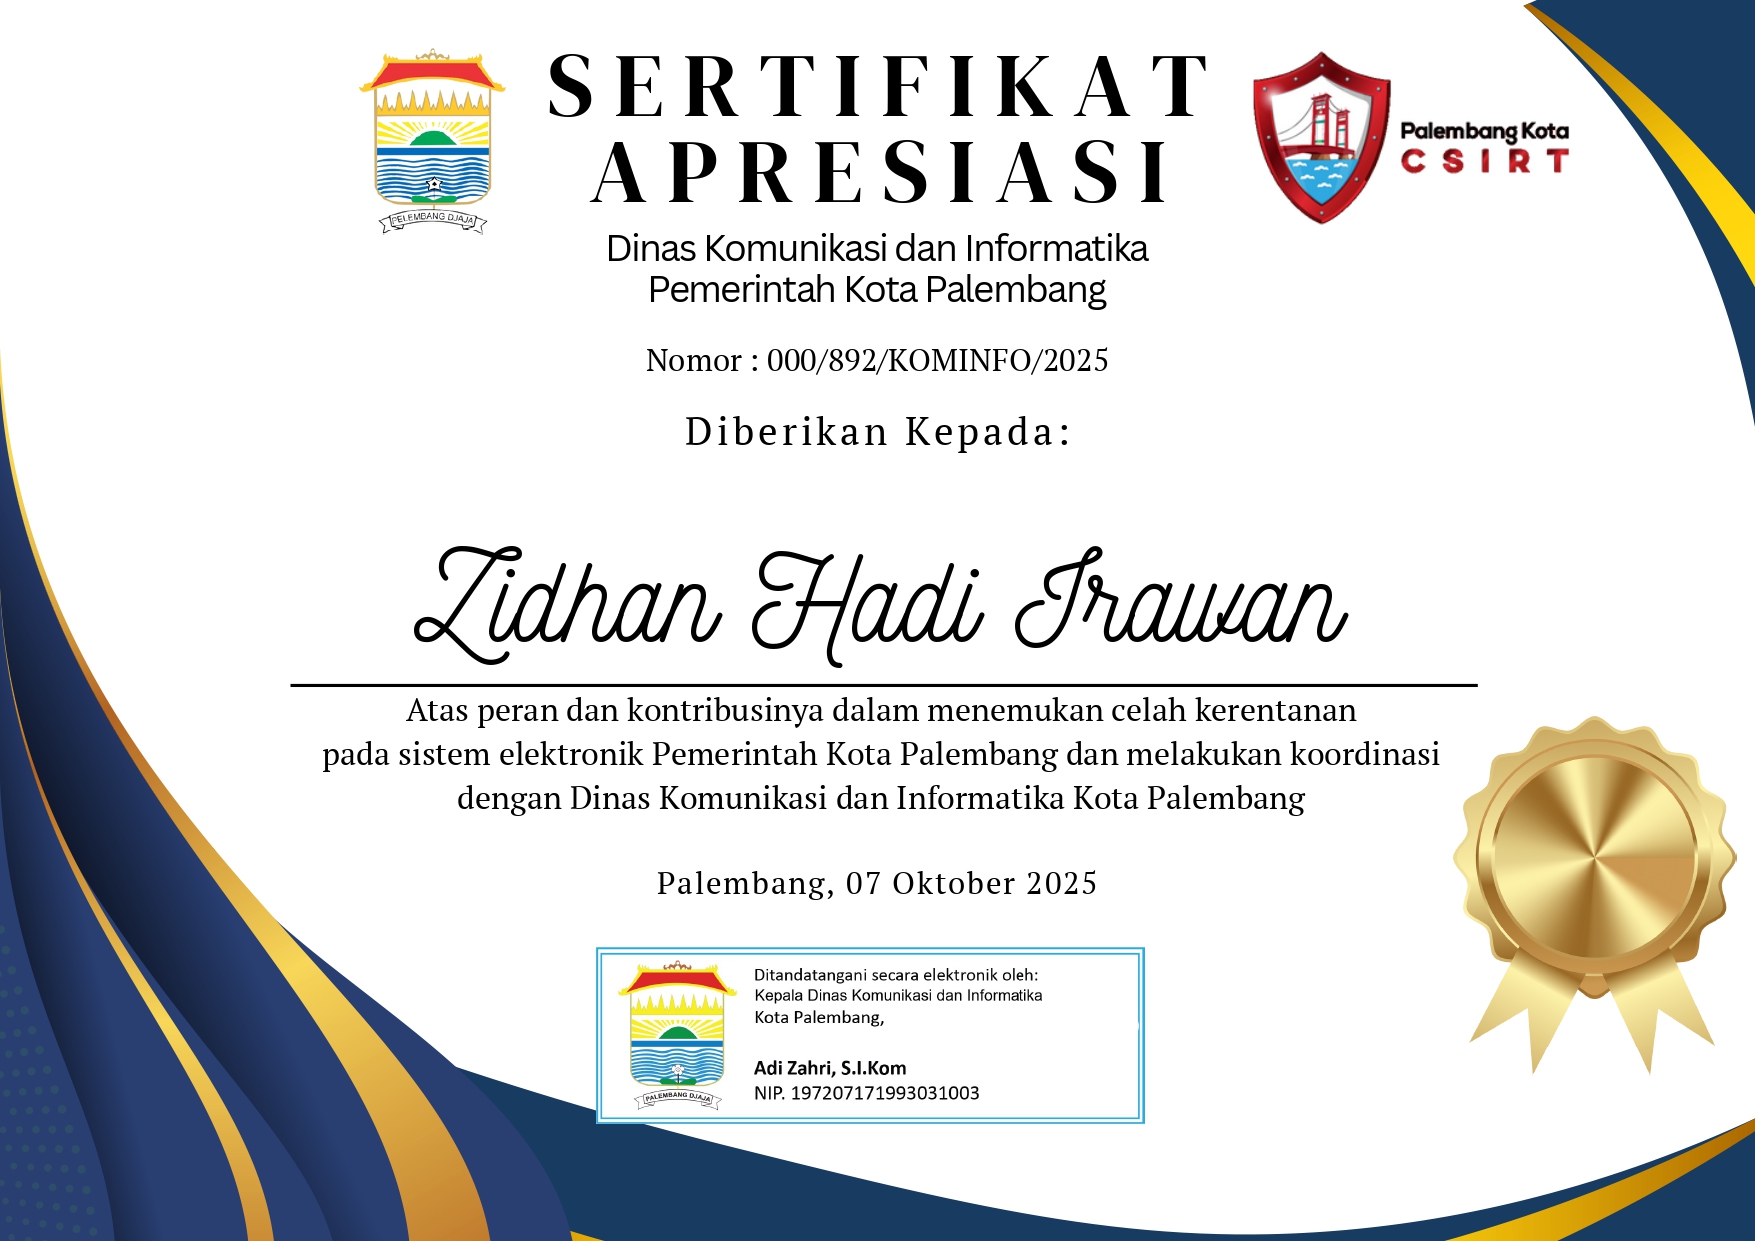 SERTIFIKAT
APRESIASI
PALEMBANG DJAJA
Palembang Kota
CSIRT
Dinas Komunikasi dan Informatika
Pemerintah Kota Palembang
Nomor : 000/892/KOMINFO/2025
Diberikan Kepada:
Zidhan Hadi Irawan
Atas peran dan kontribusinya dalam menemukan celah kerentanan
pada sistem elektronik Pemerintah Kota Palembang dan melakukan koordinasi
dengan Dinas Komunikasi dan Informatika Kota Palembang
Palembang, 07 Oktober 2025
Ditandatangani secara elektronik oleh:
Kepala Dinas Komunikasi dan Informatika
Kota Palembang,
Adi Zahri, S.I.Kom
NIP. 197207171993031003
PALEMBANG DJAJA